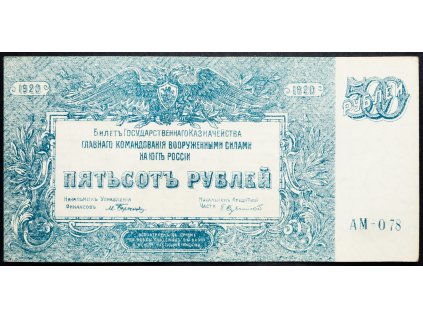 1920
1920
500
РУБЛЕЙ
Билетъ Государственнаго Казначейства
главнаго командованія вооруженными силами
на югѣ Россіи
ПЯТЬСОТЪ РУБЛЕЙ
Начальникъ Управленія
Финансовъ
Начальникъ Кредитной
Части
АМ-078